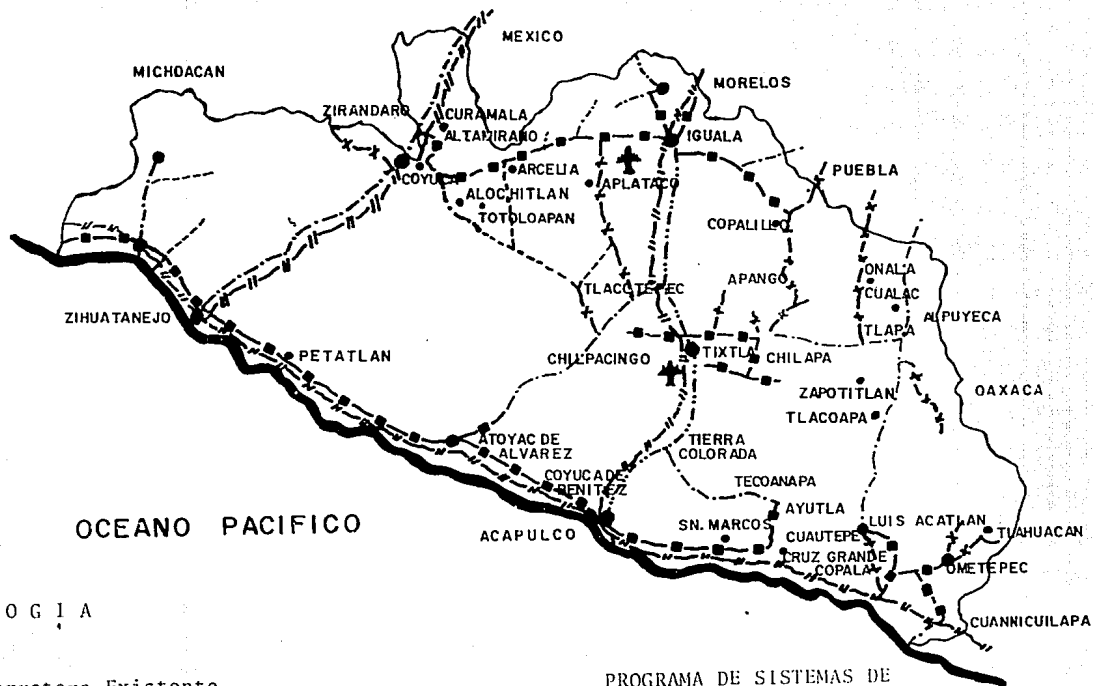 MEXICO
MICHOACAN
MORELOS
ZIRANDARO
CURAMALA
ALTAMIRANO
IGUALA
COYUCA
ARCELIA
PUEBLA
ALOCHITLAN
APLATACO
TOTOLOAPAN
COPALILLO
ONALA
CUALAC
TLACOTEPEC
APANGO
ALPUYECA
ZIHUATANEJO
TLAPA
PETATLAN
CHILPACINGO
TIXTLA
CHILAPA
ZAPOTITLAN
OAXACA
TLACOAPA
ATOYAC DE
ALVAREZ
TIERRA
COLORADA
COYUCA DE
BENITEZ
TECOANAPA
AYUTLA
OCEANO PACIFICO
ACAPULCO
SN. MARCOS
CUAUTEPE
LUIS ACATLAN
TLAHUACAN
CRUZ GRANDE
COPALA
OMETEPEC
CUANNICUILAPA
O G I A
Existente
PROGRAMA DE SISTEMAS DE